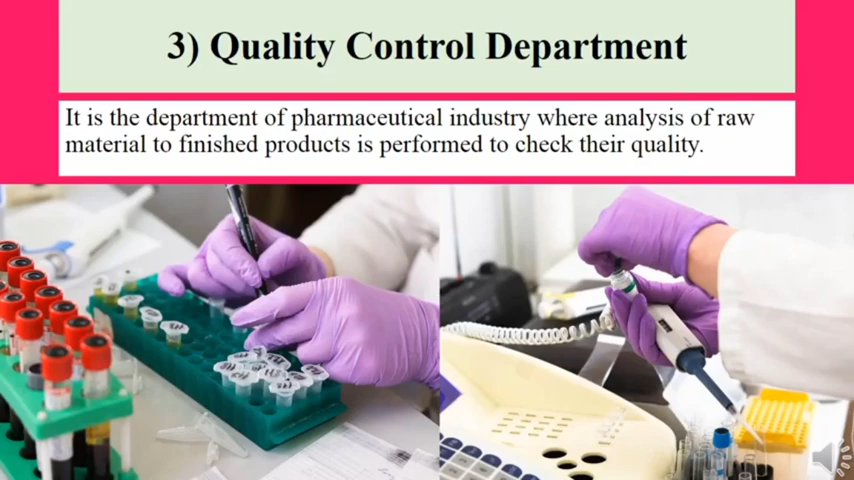 3) Quality Control Department
It is the department of pharmaceutical industry where analysis of raw
material to finished products is performed to check their quality.